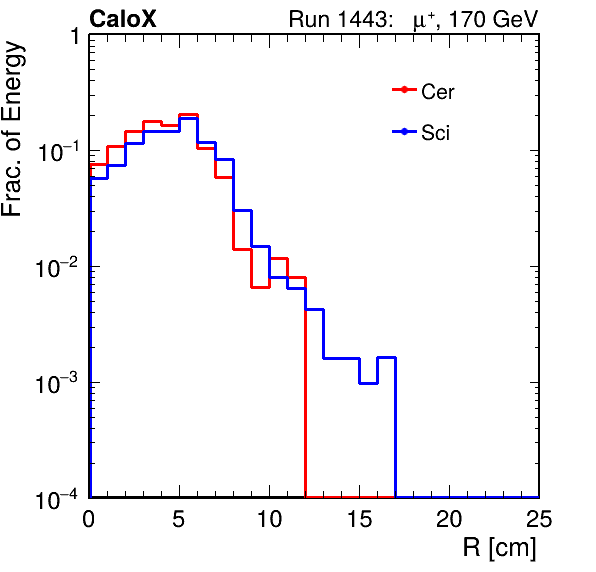 CaloX Run 1443: μ⁺, 170 GeV
Frac. of Energy
1
10⁻¹
10⁻²
10⁻³
10⁻⁴
Cer
Sci
0 5 10 15 20 25
R [cm]